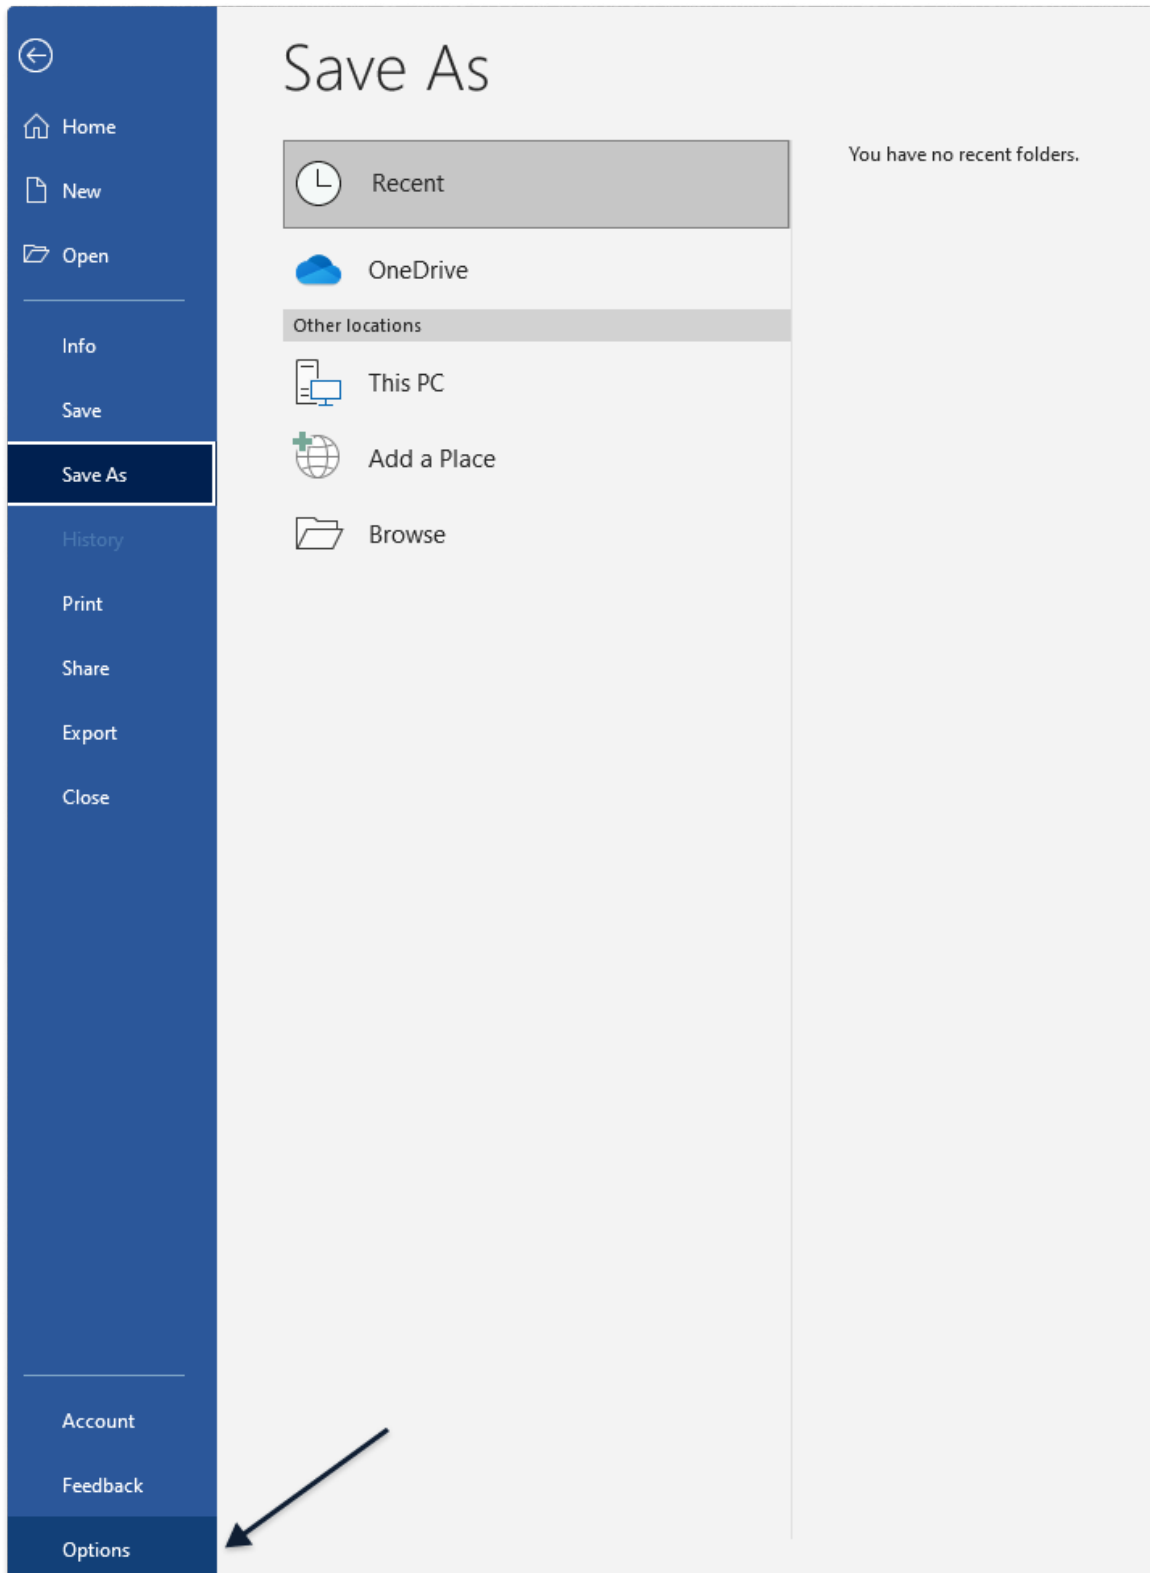 Home
New
Open
Info
Save
Save As
History
Print
Share
Export
Close
Account
Feedback
Options
Save As
Recent
OneDrive
Other locations
This PC
Add a Place
Browse
You have no recent folders.